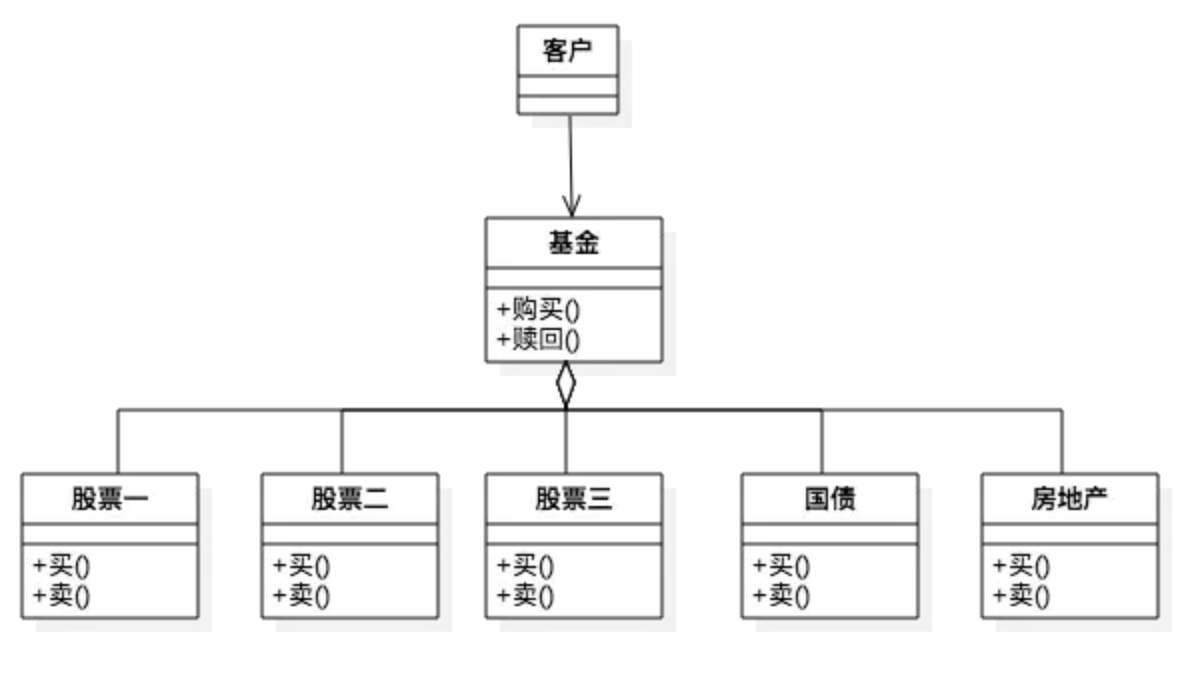 客户
基金
+购买()
+赎回()
股票一
+买()
+卖()
股票二
+买()
+卖()
股票三
+买()
+卖()
国债
+买()
+卖()
房地产
+买()
+卖()